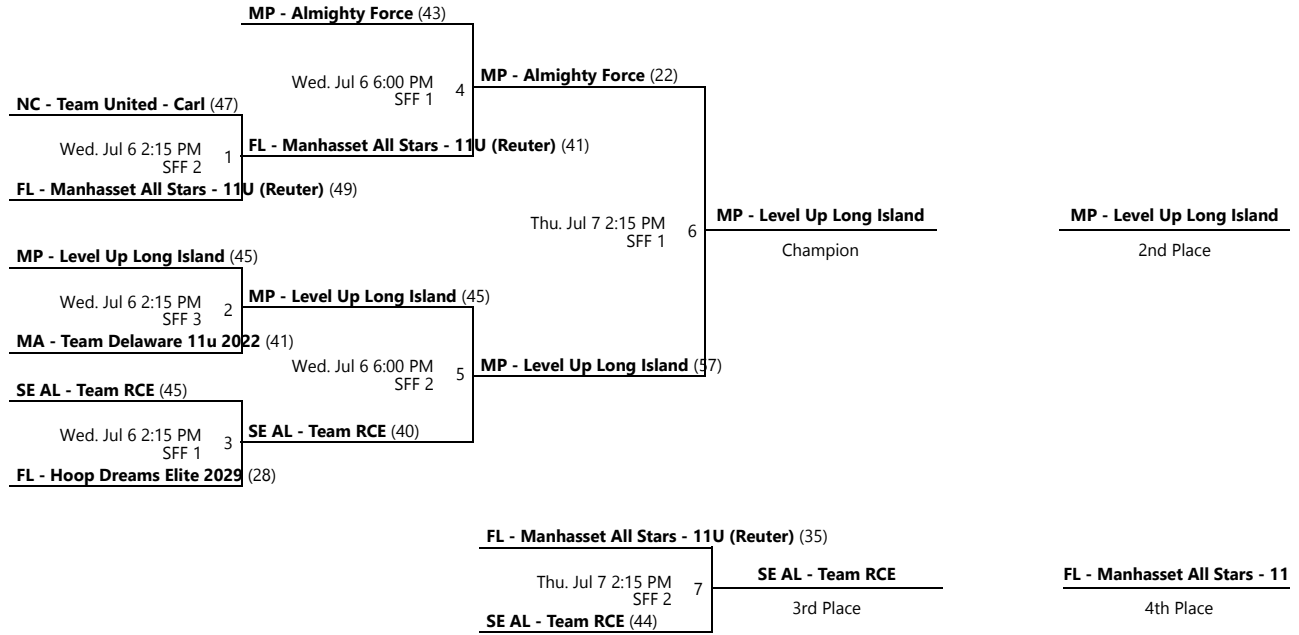 MP - Almighty Force (43)
Wed. Jul 6 6:00 PM
SFF 1
4
MP - Almighty Force (22)
NC - Team United - Carl (47)
Wed. Jul 6 2:15 PM
SFF 2
1
FL - Manhasset All Stars - 11U (Reuter) (41)
FL - Manhasset All Stars - 11U (Reuter) (49)
Thu. Jul 7 2:15 PM
SFF 1
6
MP - Level Up Long Island
Champion
MP - Level Up Long Island
2nd Place
MP - Level Up Long Island (45)
Wed. Jul 6 2:15 PM
SFF 3
2
MP - Level Up Long Island (45)
MA - Team Delaware 11u 2022 (41)
Wed. Jul 6 6:00 PM
SFF 2
5
MP - Level Up Long Island (57)
SE AL - Team RCE (45)
Wed. Jul 6 2:15 PM
SFF 1
3
SE AL - Team RCE (40)
FL - Hoop Dreams Elite 2029 (28)
FL - Manhasset All Stars - 11U (Reuter) (35)
Thu. Jul 7 2:15 PM
SFF 2
7
SE AL - Team RCE (44)
SE AL - Team RCE
3rd Place
FL - Manhasset All Stars - 11
4th Place